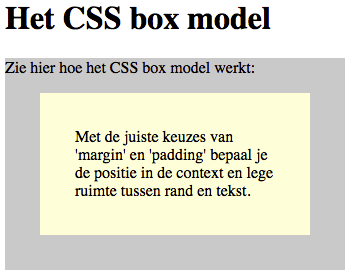 Het CSS box model
Zie hier hoe het CSS box model werkt:
Met de juiste keuzes van
'margin' en 'padding' bepaal je
de positie in de context en lege
ruimte tussen rand en tekst.